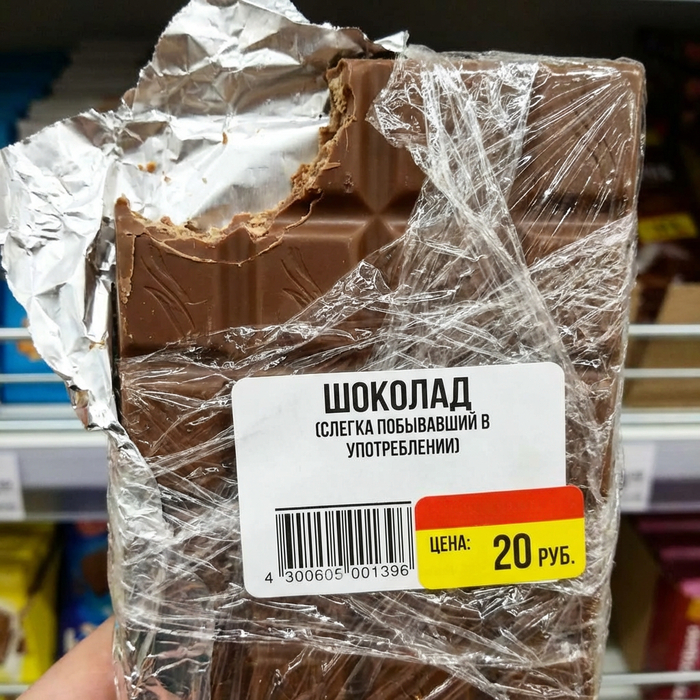 ШОКОЛАД
(СЛЕГКА ПОБЫВАВШИЙ В
УПОТРЕБЛЕНИИ)
ЦЕНА: 20 РУБ.
4 300605 001396